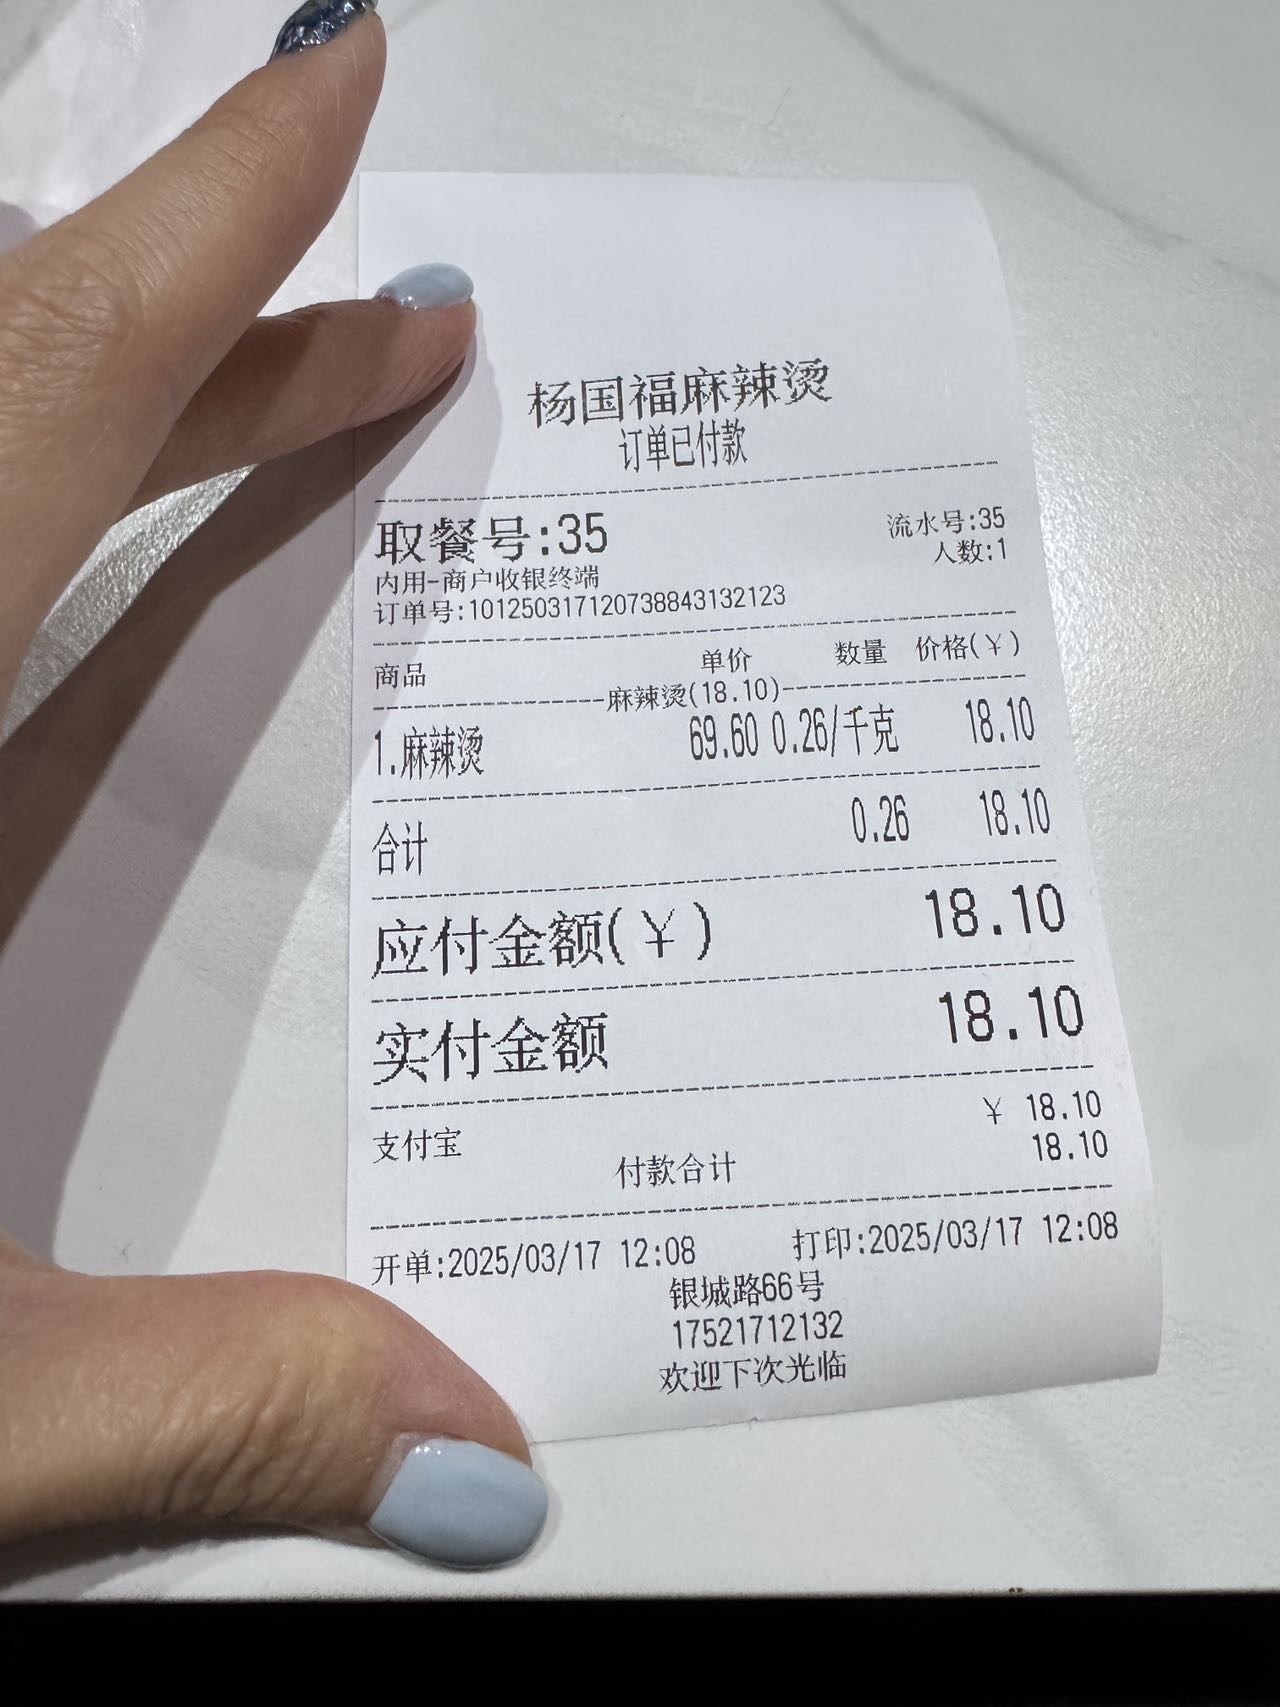 杨国福麻辣烫
订单已付款
取餐号:35 流水号:35
人数:1
内用-商户收银终端
订单号:101250317120738843132123
商品 单价 数量 价格(¥)
麻辣烫(18.10)
1.麻辣烫 69.60 0.26/千克 18.10
合计 0.26 18.10
应付金额(¥) 18.10
实付金额 18.10
支付宝 ¥ 18.10
付款合计 18.10
开单:2025/03/17 12:08 打印:2025/03/17 12:08
银城路66号
17521712132
欢迎下次光临